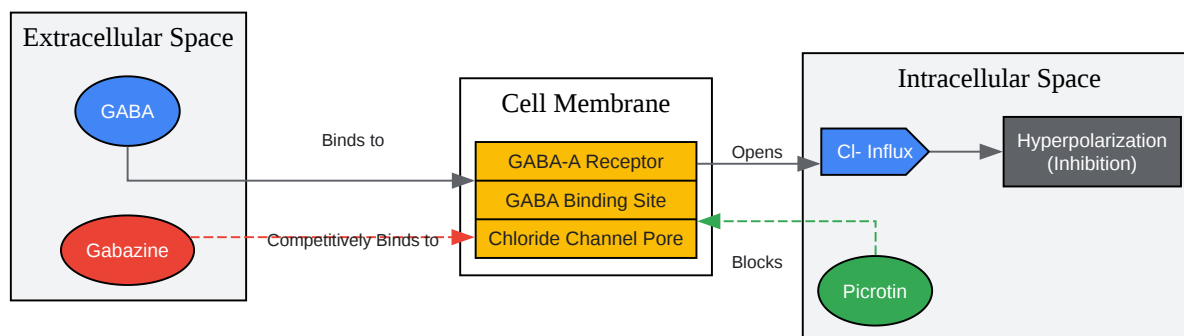 Extracellular Space
GABA
Gabazine
Binds to
Competitively Binds to
Cell Membrane
GABA-A Receptor
GABA Binding Site
Chloride Channel Pore
Opens
Blocks
Intracellular Space
Cl- Influx
Hyperpolarization
(Inhibition)
Picrotin